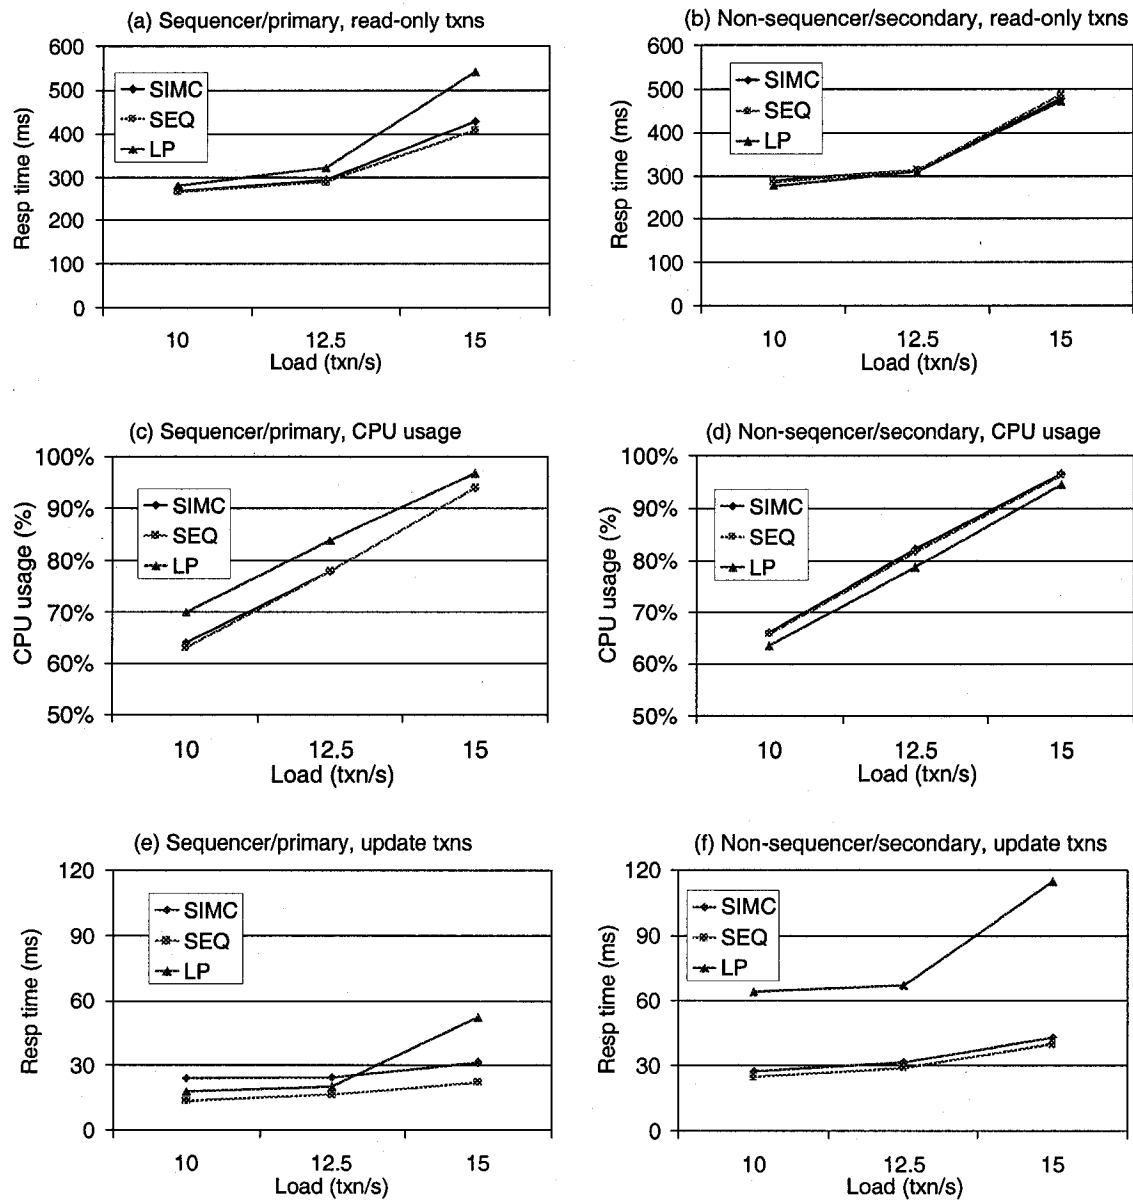 (a) Sequencer/primary, read-only txns
600
500
400
300
200
100
0
Resp time (ms)
SIMC
SEQ
LP
10 12.5 15
Load (txn/s)
(b) Non-sequencer/secondary, read-only txns
600
500
400
300
200
100
0
Resp time (ms)
SIMC
SEQ
LP
10 12.5 15
Load (txn/s)
(c) Sequencer/primary, CPU usage
100%
90%
80%
70%
60%
50%
CPU usage (%)
SIMC
SEQ
LP
10 12.5 15
Load (txn/s)
(d) Non-seqencer/secondary, CPU usage
100%
90%
80%
70%
60%
50%
CPU usage (%)
SIMC
SEQ
LP
10 12.5 15
Load (txn/s)
(e) Sequencer/primary, update txns
120
90
60
30
0
Resp time (ms)
SIMC
SEQ
LP
10 12.5 15
Load (txn/s)
(f) Non-sequencer/secondary, update txns
120
90
60
30
0
Resp time (ms)
SIMC
SEQ
LP
10 12.5 15
Load (txn/s)